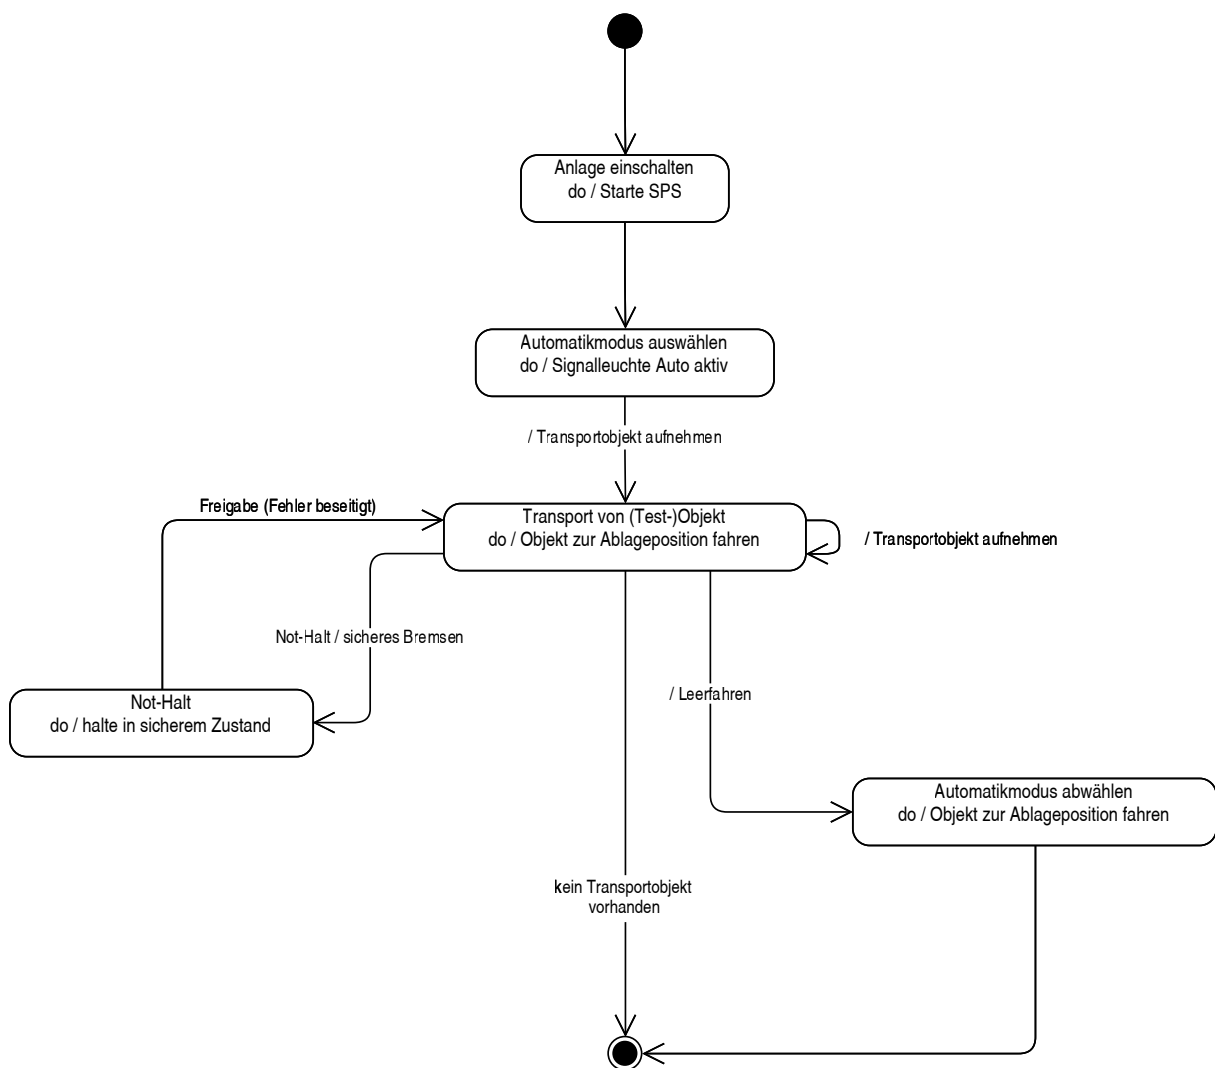 Anlage einschalten
do / Starte SPS
Automatikmodus auswählen
do / Signalleuchte Auto aktiv
/ Transportobjekt aufnehmen
Freigabe (Fehler beseitigt)
Transport von (Test-)Objekt
do / Objekt zur Ablageposition fahren
/ Transportobjekt aufnehmen
Not-Halt / sicheres Bremsen
/ Leerfahren
Not-Halt
do / halte in sicherem Zustand
Automatikmodus abwählen
do / Objekt zur Ablageposition fahren
kein Transportobjekt
vorhanden